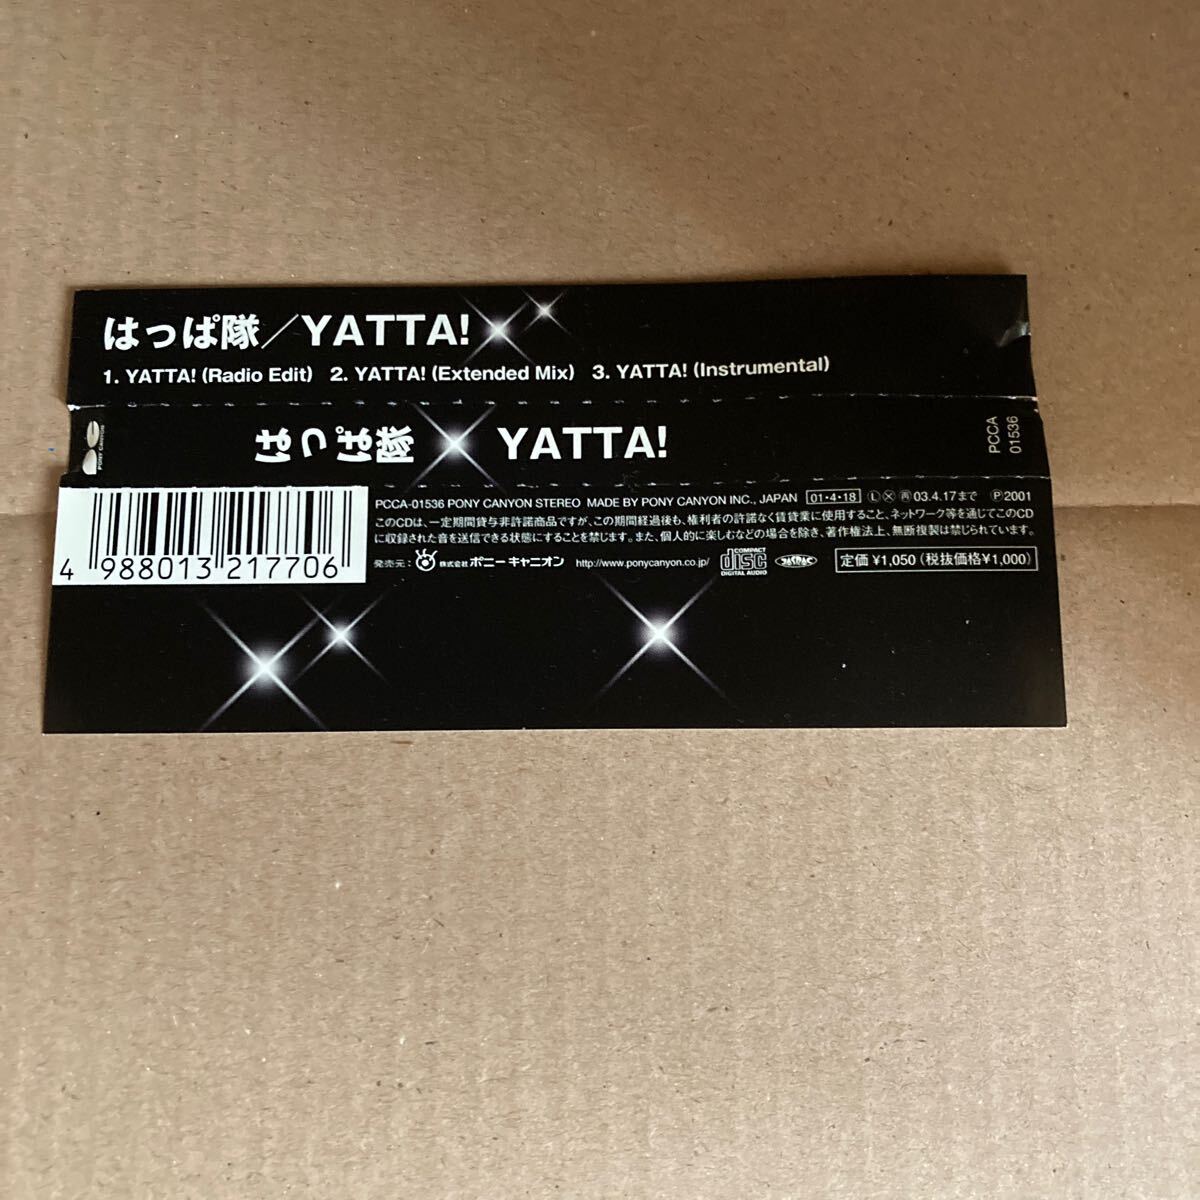 はっぱ隊／YATTA!
1. YATTA! (Radio Edit) 2. YATTA! (Extended Mix) 3. YATTA! (Instrumental)
PONY CANYON
はっぱ隊 YATTA!
PCCA
01536
PCCA-01536 PONY CANYON STEREO MADE BY PONY CANYON INC., JAPAN 01・4・18 Ⓛ Ⓧ ㊞ 03.4.17まで Ⓟ2001
このCDは、一定期間貸与非許諾商品ですが、この期間経過後も、権利者の許諾なく賃貸業に使用すること、ネットワーク等を通じてこのCD
に収録された音を送信できる状態にすることを禁じます。また、個人的に楽しむなどの場合を除き、著作権法上、無断複製は禁じられています。
発売元：株式会社ポニーキャニオン http://www.ponycanyon.co.jp/ COMPACT disc DIGITAL AUDIO JASRAC 定価 ¥1,050 (税抜価格¥1,000)
4 988013 217706